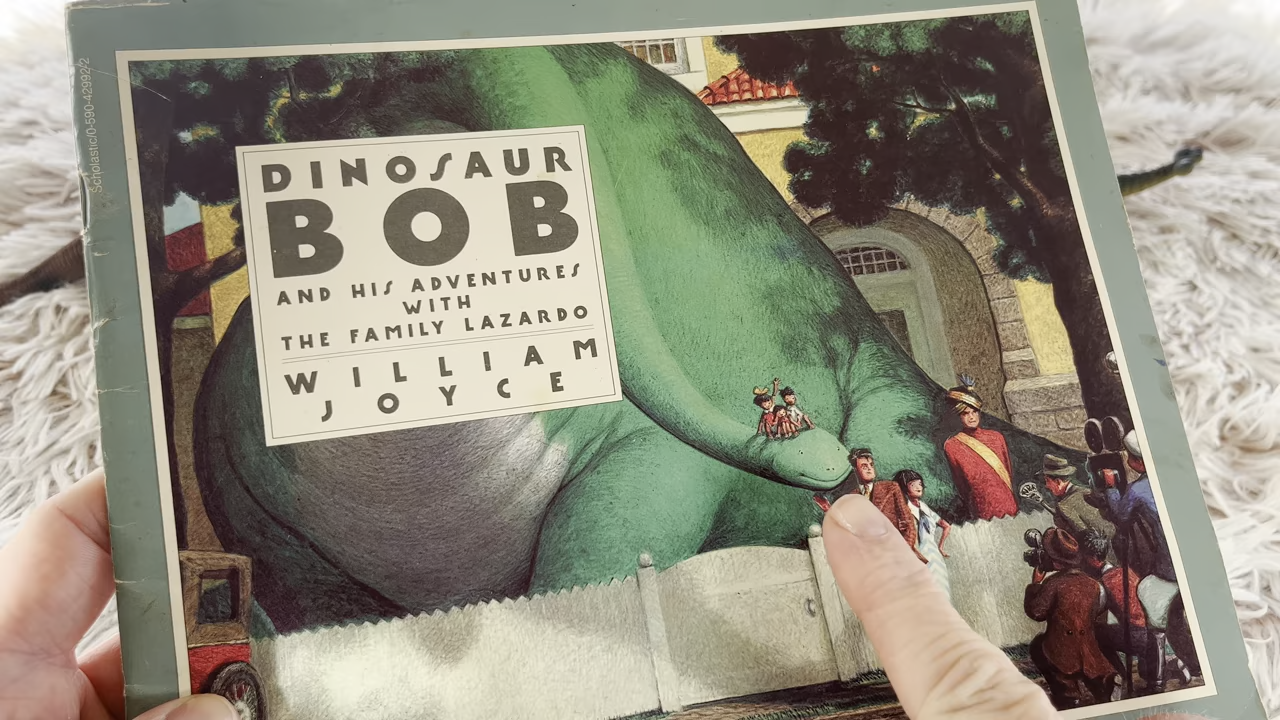 Scholastic/0-590-42992-2
DINOSAUR
BOB
AND HIS ADVENTURES
WITH
THE FAMILY LAZARDO
WILLIAM
JOYCE